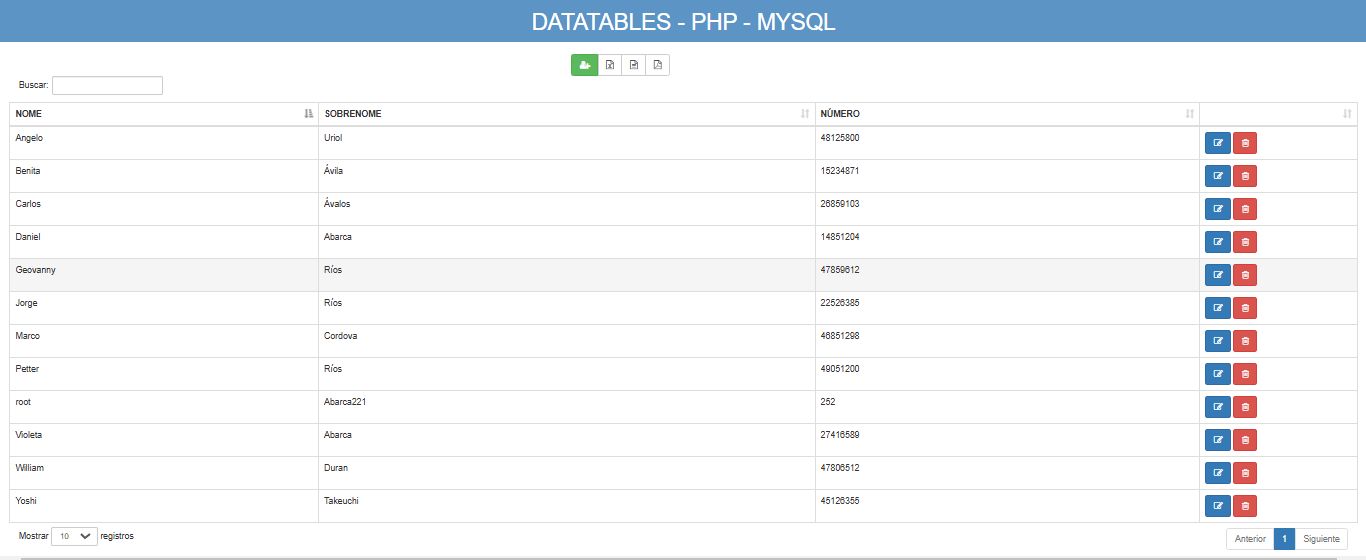 DATATABLES - PHP - MYSQL
Buscar:
NOME SOBRENOME NÚMERO
Angelo Uriol 48125800
Benita Ávila 15234871
Carlos Ávalos 26859103
Daniel Abarca 14851204
Geovanny Ríos 47859612
Jorge Ríos 22526385
Marco Cordova 46851298
Petter Ríos 49051200
root Abarca221 252
Violeta Abarca 27416589
William Duran 47806512
Yoshi Takeuchi 45126355
Mostrar 10 registros Anterior 1 Siguiente